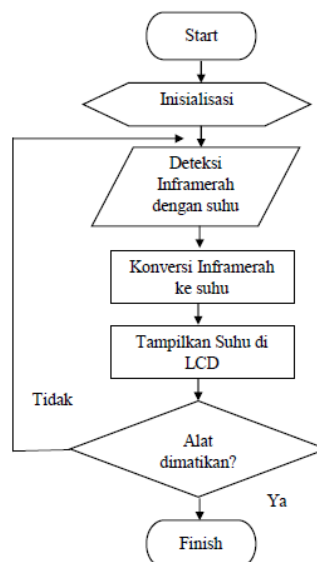 Start
Inisialisasi
Deteksi
Inframerah
dengan suhu
Konversi Inframerah
ke suhu
Tampilkan Suhu di
LCD
Tidak
Alat
dimatikan?
Ya
Finish